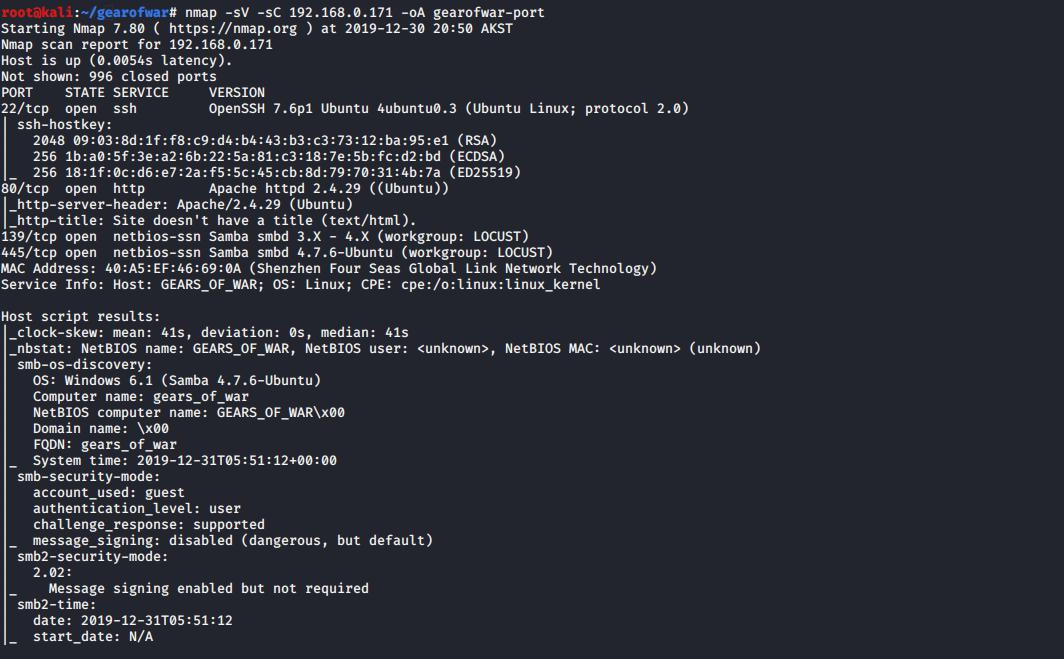 root@kali:~/gearofwar# nmap -sV -sC 192.168.0.171 -oA gearofwar-port
Starting Nmap 7.80 ( https://nmap.org ) at 2019-12-30 20:50 AKST
Nmap scan report for 192.168.0.171
Host is up (0.0054s latency).
Not shown: 996 closed ports
PORT    STATE SERVICE     VERSION
22/tcp  open  ssh         OpenSSH 7.6p1 Ubuntu 4ubuntu0.3 (Ubuntu Linux; protocol 2.0)
| ssh-hostkey:
|   2048 09:03:8d:1f:f8:c9:d4:b4:43:b3:c3:73:12:ba:95:e1 (RSA)
|   256 1b:a0:5f:3e:a2:6b:22:5a:81:c3:18:7e:5b:fc:d2:bd (ECDSA)
|_  256 18:1f:0c:d6:e7:2a:f5:5c:45:cb:8d:79:70:31:4b:7a (ED25519)
80/tcp  open  http        Apache httpd 2.4.29 ((Ubuntu))
|_http-server-header: Apache/2.4.29 (Ubuntu)
|_http-title: Site doesn't have a title (text/html).
139/tcp open  netbios-ssn Samba smbd 3.X - 4.X (workgroup: LOCUST)
445/tcp open  netbios-ssn Samba smbd 4.7.6-Ubuntu (workgroup: LOCUST)
MAC Address: 40:A5:EF:46:69:0A (Shenzhen Four Seas Global Link Network Technology)
Service Info: Host: GEARS_OF_WAR; OS: Linux; CPE: cpe:/o:linux:linux_kernel
Host script results:
|_clock-skew: mean: 41s, deviation: 0s, median: 41s
|_nbstat: NetBIOS name: GEARS_OF_WAR, NetBIOS user: <unknown>, NetBIOS MAC: <unknown> (unknown)
| smb-os-discovery:
|   OS: Windows 6.1 (Samba 4.7.6-Ubuntu)
|   Computer name: gears_of_war
|   NetBIOS computer name: GEARS_OF_WAR\x00
|   Domain name: \x00
|   FQDN: gears_of_war
|_  System time: 2019-12-31T05:51:12+00:00
| smb-security-mode:
|   account_used: guest
|   authentication_level: user
|   challenge_response: supported
|_  message_signing: disabled (dangerous, but default)
| smb2-security-mode:
|   2.02:
|_    Message signing enabled but not required
| smb2-time:
|   date: 2019-12-31T05:51:12
|_  start_date: N/A